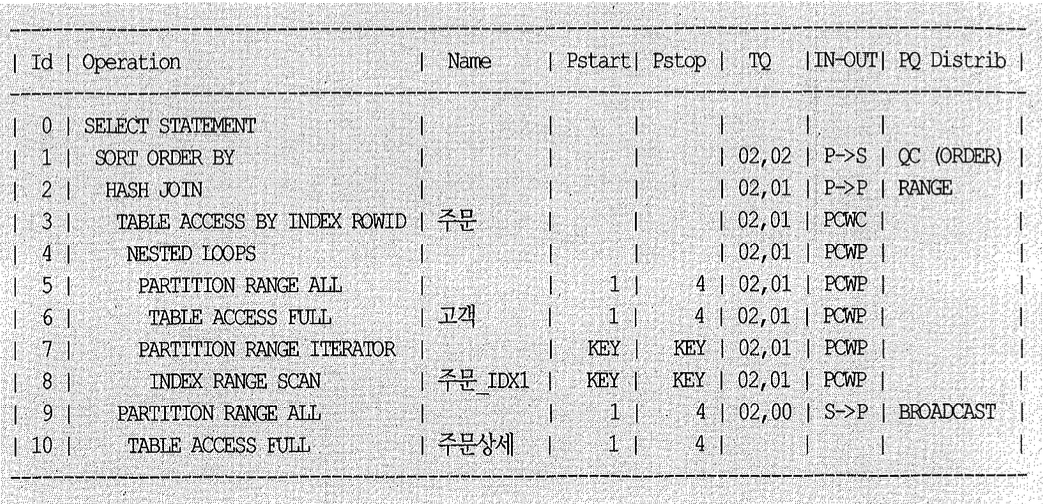 | Id | Operation | Name | Pstart| Pstop | TQ |IN-OUT| PQ Distrib |
| 0 | SELECT STATEMENT | | | | | | |
| 1 | SORT ORDER BY | | | | 02,02 | P->S | QC (ORDER) |
| 2 | HASH JOIN | | | | 02,01 | P->P | RANGE |
| 3 | TABLE ACCESS BY INDEX ROWID | 주문 | | | 02,01 | PCWC | |
| 4 | NESTED LOOPS | | | | 02,01 | PCWP | |
| 5 | PARTITION RANGE ALL | | 1 | 4 | 02,01 | PCWP | |
| 6 | TABLE ACCESS FULL | 고객 | 1 | 4 | 02,01 | PCWP | |
| 7 | PARTITION RANGE ITERATOR | | KEY | KEY | 02,01 | PCWP | |
| 8 | INDEX RANGE SCAN | 주문_IDX1 | KEY | KEY | 02,01 | PCWP | |
| 9 | PARTITION RANGE ALL | | 1 | 4 | 02,00 | S->P | BROADCAST |
| 10 | TABLE ACCESS FULL | 주문상세 | 1 | 4 | | | |